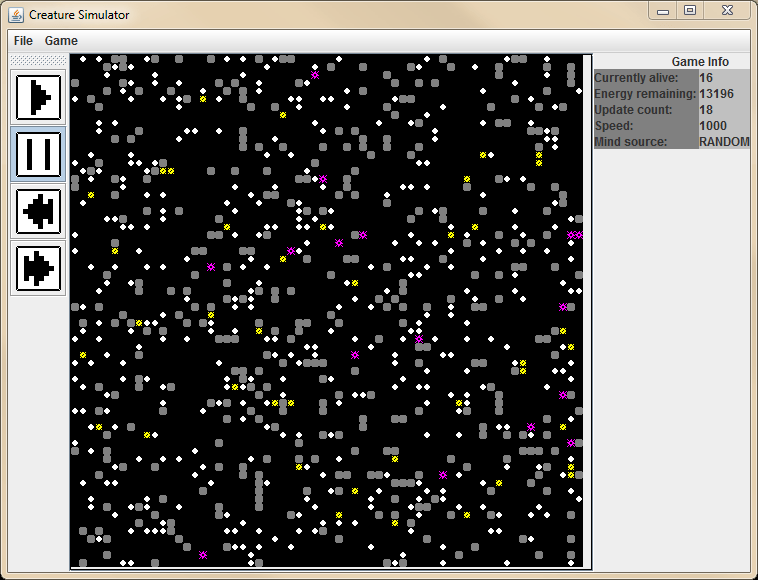 Creature Simulator
File Game
Game Info
Currently alive: 16
Energy remaining: 13196
Update count: 18
Speed: 1000
Mind source: RANDOM